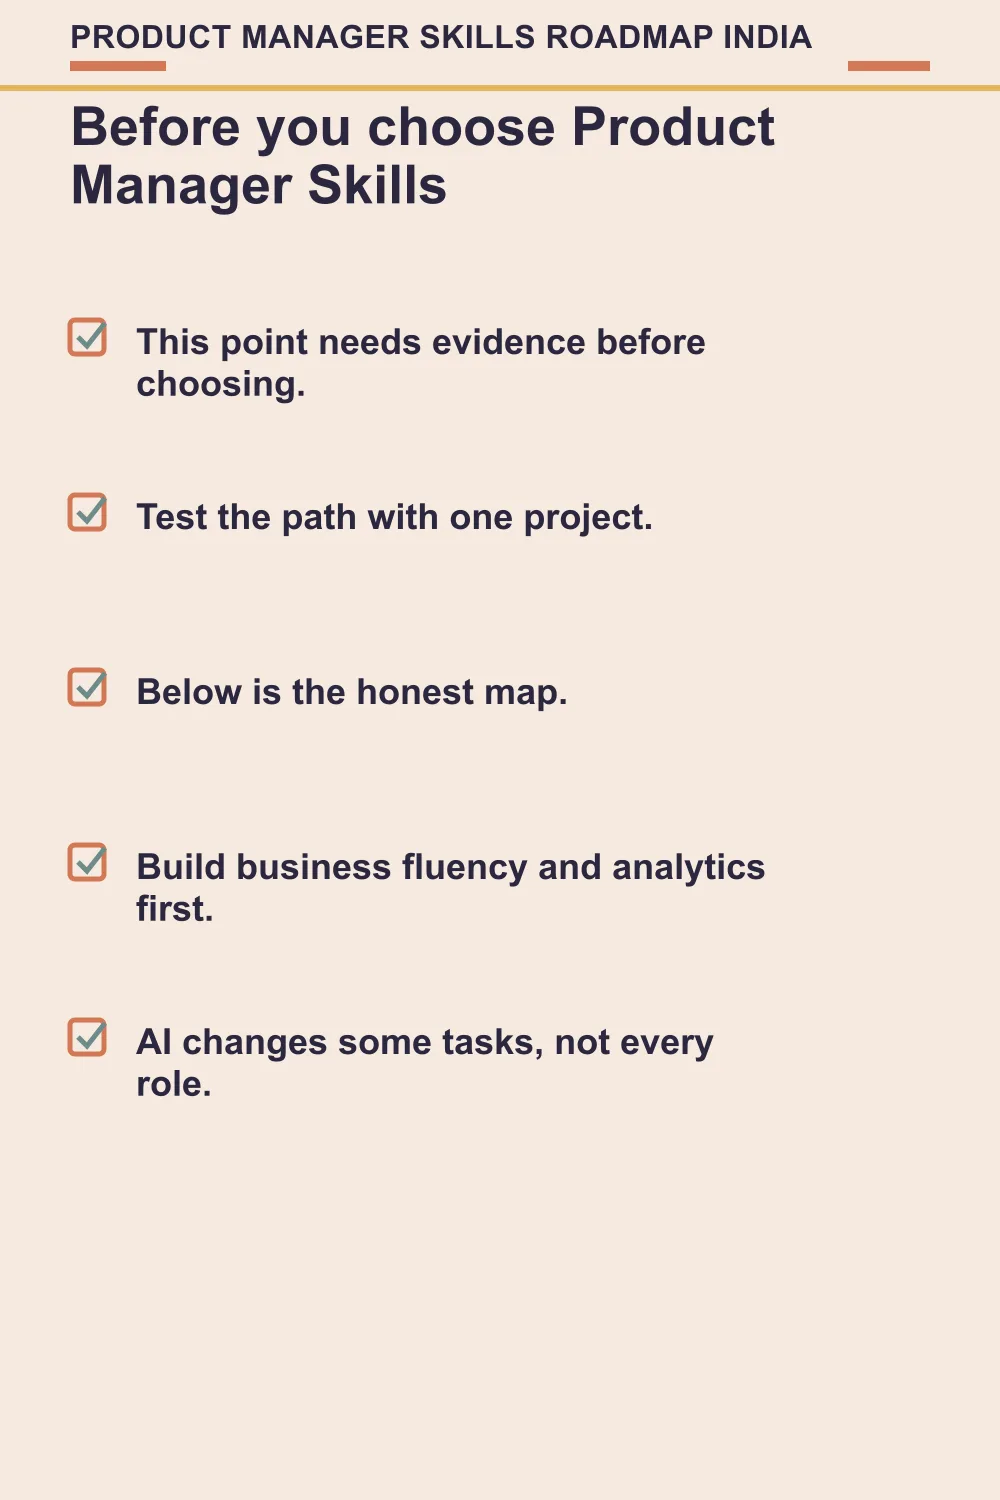 PRODUCT MANAGER SKILLS ROADMAP INDIA
Before you choose Product
Manager Skills
This point needs evidence before
choosing.
Test the path with one project.
Below is the honest map.
Build business fluency and analytics
first.
AI changes some tasks, not every
role.